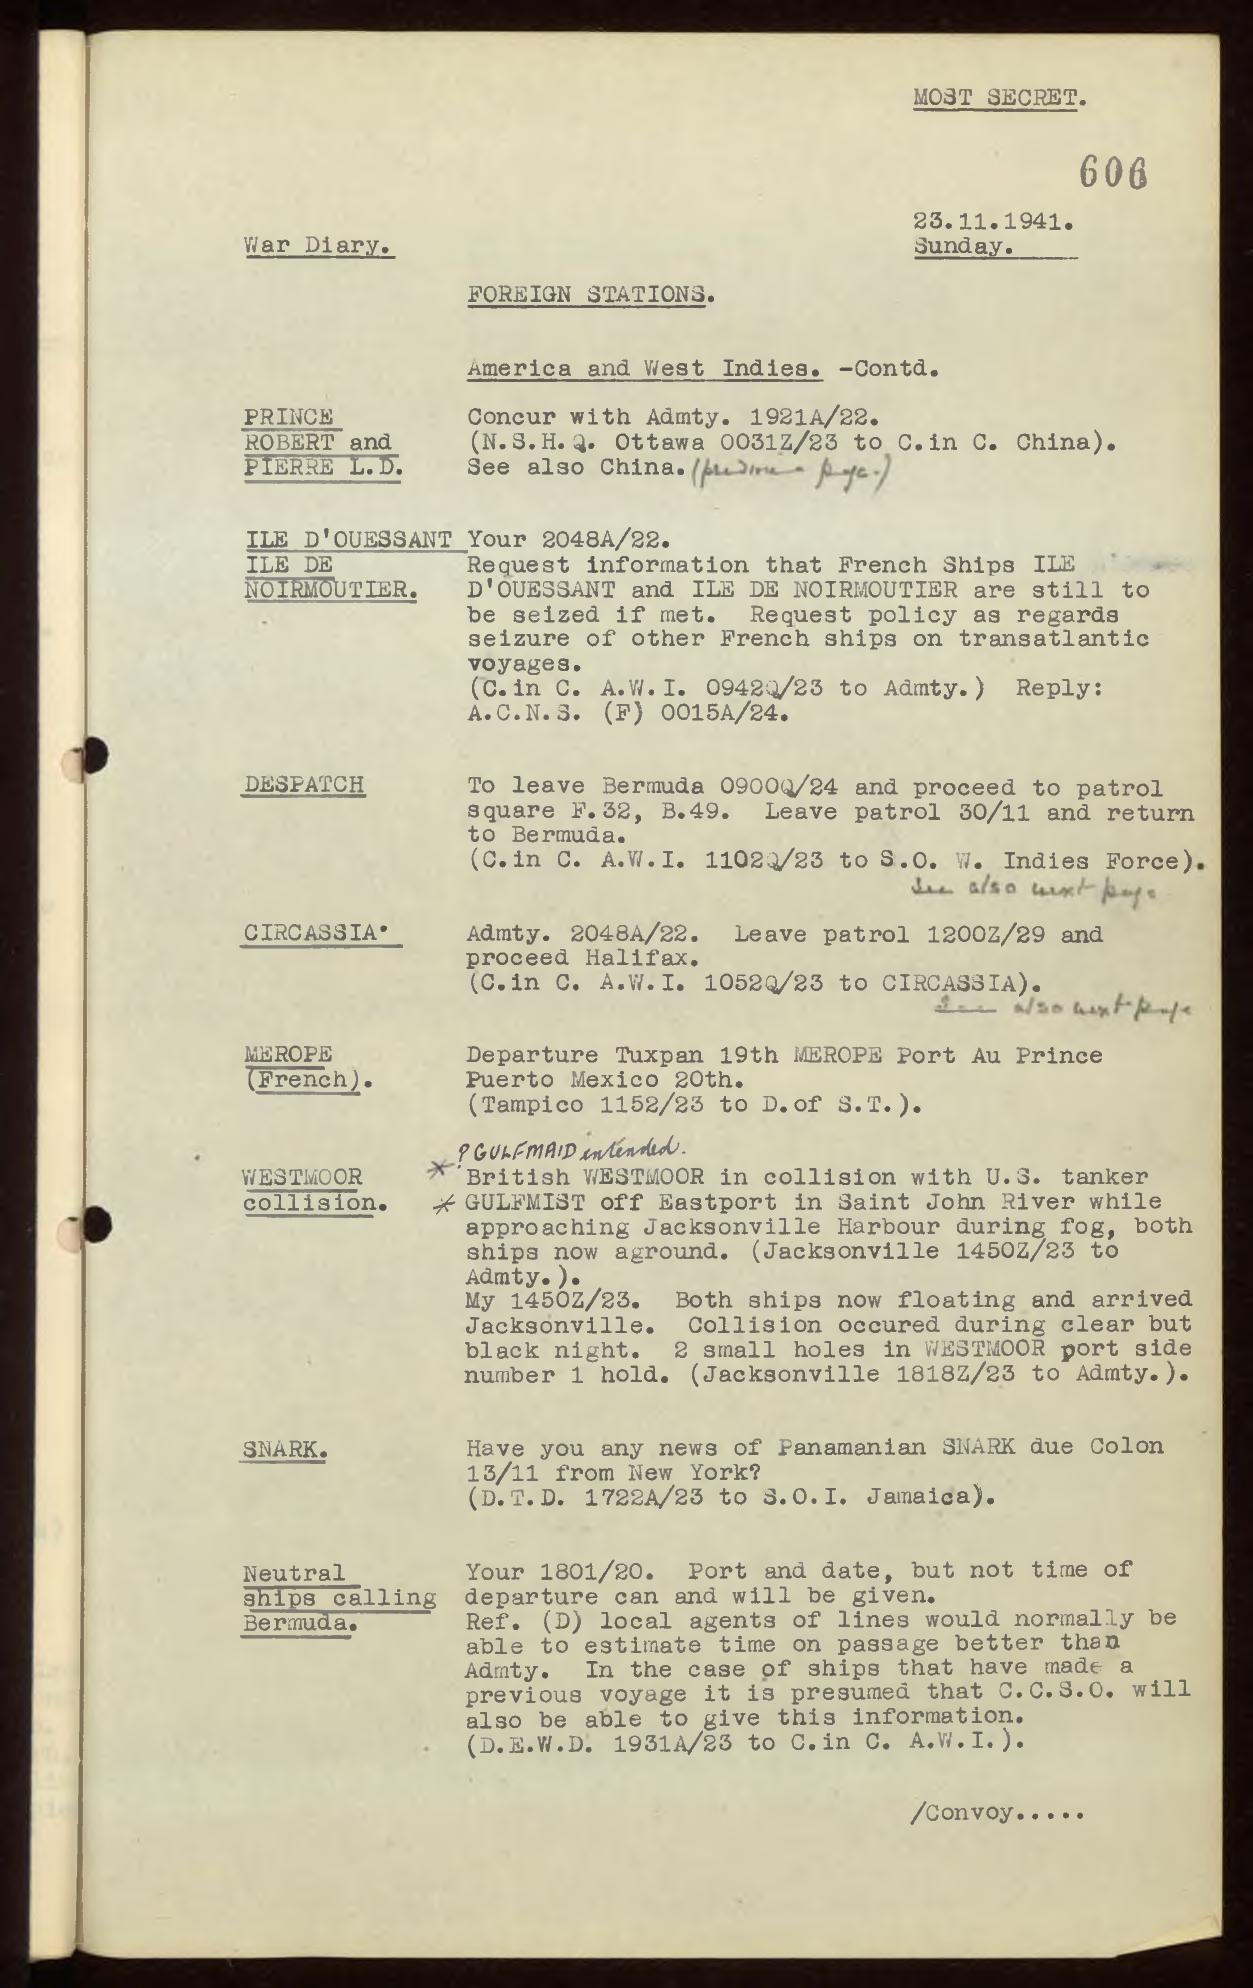 MOST SECRET.
606
23.11.1941.
War Diary.
Sunday.
FOREIGN STATIONS.
America and West Indies. -Contd.
PRINCE Concur with Admty. 1921A/22.
ROBERT and (N.S.H.Q. Ottawa 0031Z/23 to C.in C. China).
PIERRE L.D. See also China. (previous page.)
ILE D'OUESSANT Your 2048A/22.
ILE DE Request information that French Ships ILE
NOIRMOUTIER. D'OUESSANT and ILE DE NOIRMOUTIER are still to
be seized if met. Request policy as regards
seizure of other French ships on transatlantic
voyages.
(C.in C. A.W.I. 0942Q/23 to Admty.) Reply:
A.C.N.S. (F) 0015A/24.
DESPATCH To leave Bermuda 0900Q/24 and proceed to patrol
square F.32, B.49. Leave patrol 30/11 and return
to Bermuda.
(C.in C. A.W.I. 1102Q/23 to S.O. W. Indies Force).
See also next page
CIRCASSIA. Admty. 2048A/22. Leave patrol 1200Z/29 and
proceed Halifax.
(C.in C. A.W.I. 1052Q/23 to CIRCASSIA).
See also next page
MEROPE Departure Tuxpan 19th MEROPE Port Au Prince
(French). Puerto Mexico 20th.
(Tampico 1152/23 to D.of S.T.).
* ? GULFMAID intended.
WESTMOOR British WESTMOOR in collision with U.S. tanker
collision. * GULFMIST off Eastport in Saint John River while
approaching Jacksonville Harbour during fog, both
ships now aground. (Jacksonville 1450Z/23 to
Admty.).
My 1450Z/23. Both ships now floating and arrived
Jacksonville. Collision occured during clear but
black night. 2 small holes in WESTMOOR port side
number 1 hold. (Jacksonville 1818Z/23 to Admty.).
SNARK. Have you any news of Panamanian SNARK due Colon
13/11 from New York?
(D.T.D. 1722A/23 to S.O.I. Jamaica).
Neutral Your 1801/20. Port and date, but not time of
ships calling departure can and will be given.
Bermuda. Ref. (D) local agents of lines would normally be
able to estimate time on passage better than
Admty. In the case of ships that have made a
previous voyage it is presumed that C.C.S.O. will
also be able to give this information.
(D.E.W.D. 1931A/23 to C.in C. A.W.I.).
/Convoy.....